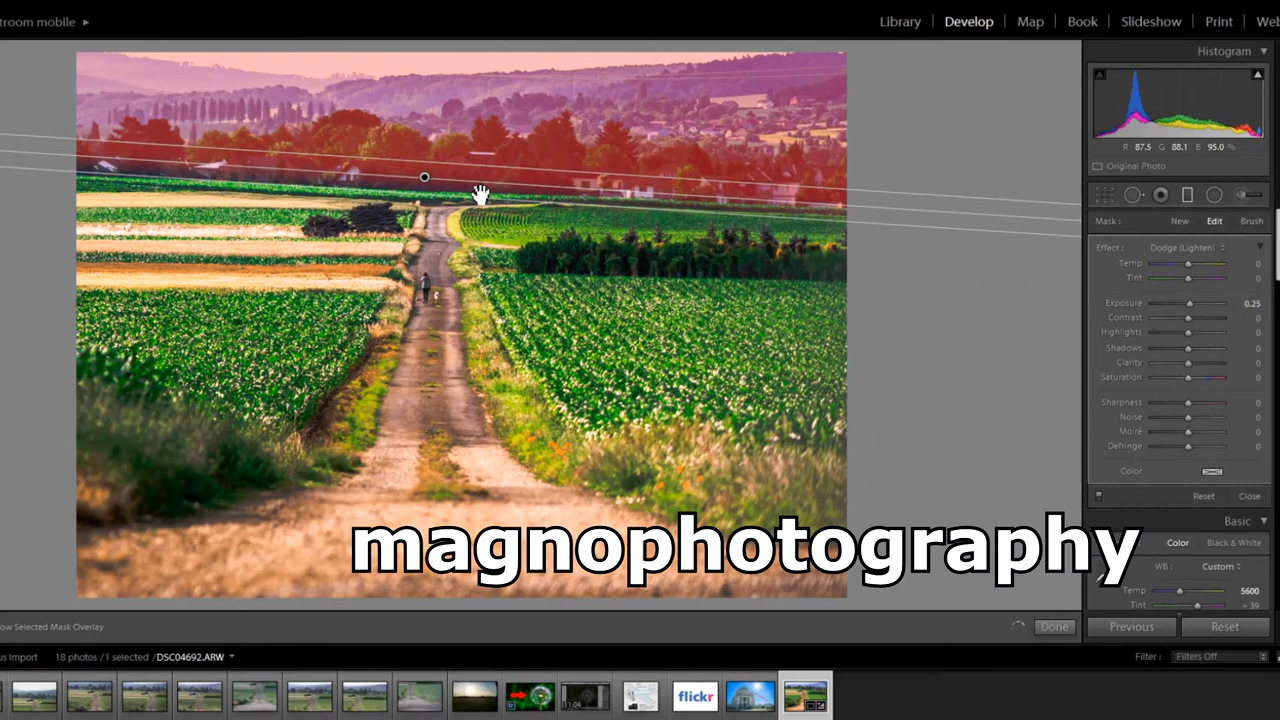 troom mobile
Library Develop Map Book Slideshow Print Web
Histogram
R 87.5 G 88.1 B 95.0 %
Original Photo
Mask : New Edit Brush
Effect : Dodge (Lighten)
Temp 0
Tint 0
Exposure 0.25
Contrast 0
Highlights 0
Shadows 0
Clarity 0
Saturation 0
Sharpness 0
Noise 0
Moiré 0
Defringe 0
Color
Reset Close
Basic
Color Black & White
WB : Custom
Temp 5600
Tint + 39
magnophotography
ow Selected Mask Overlay
Done
Previous Reset
us Import 18 photos / 1 selected / DSC04692.ARW
Filter : Filters Off
11:04
flickr